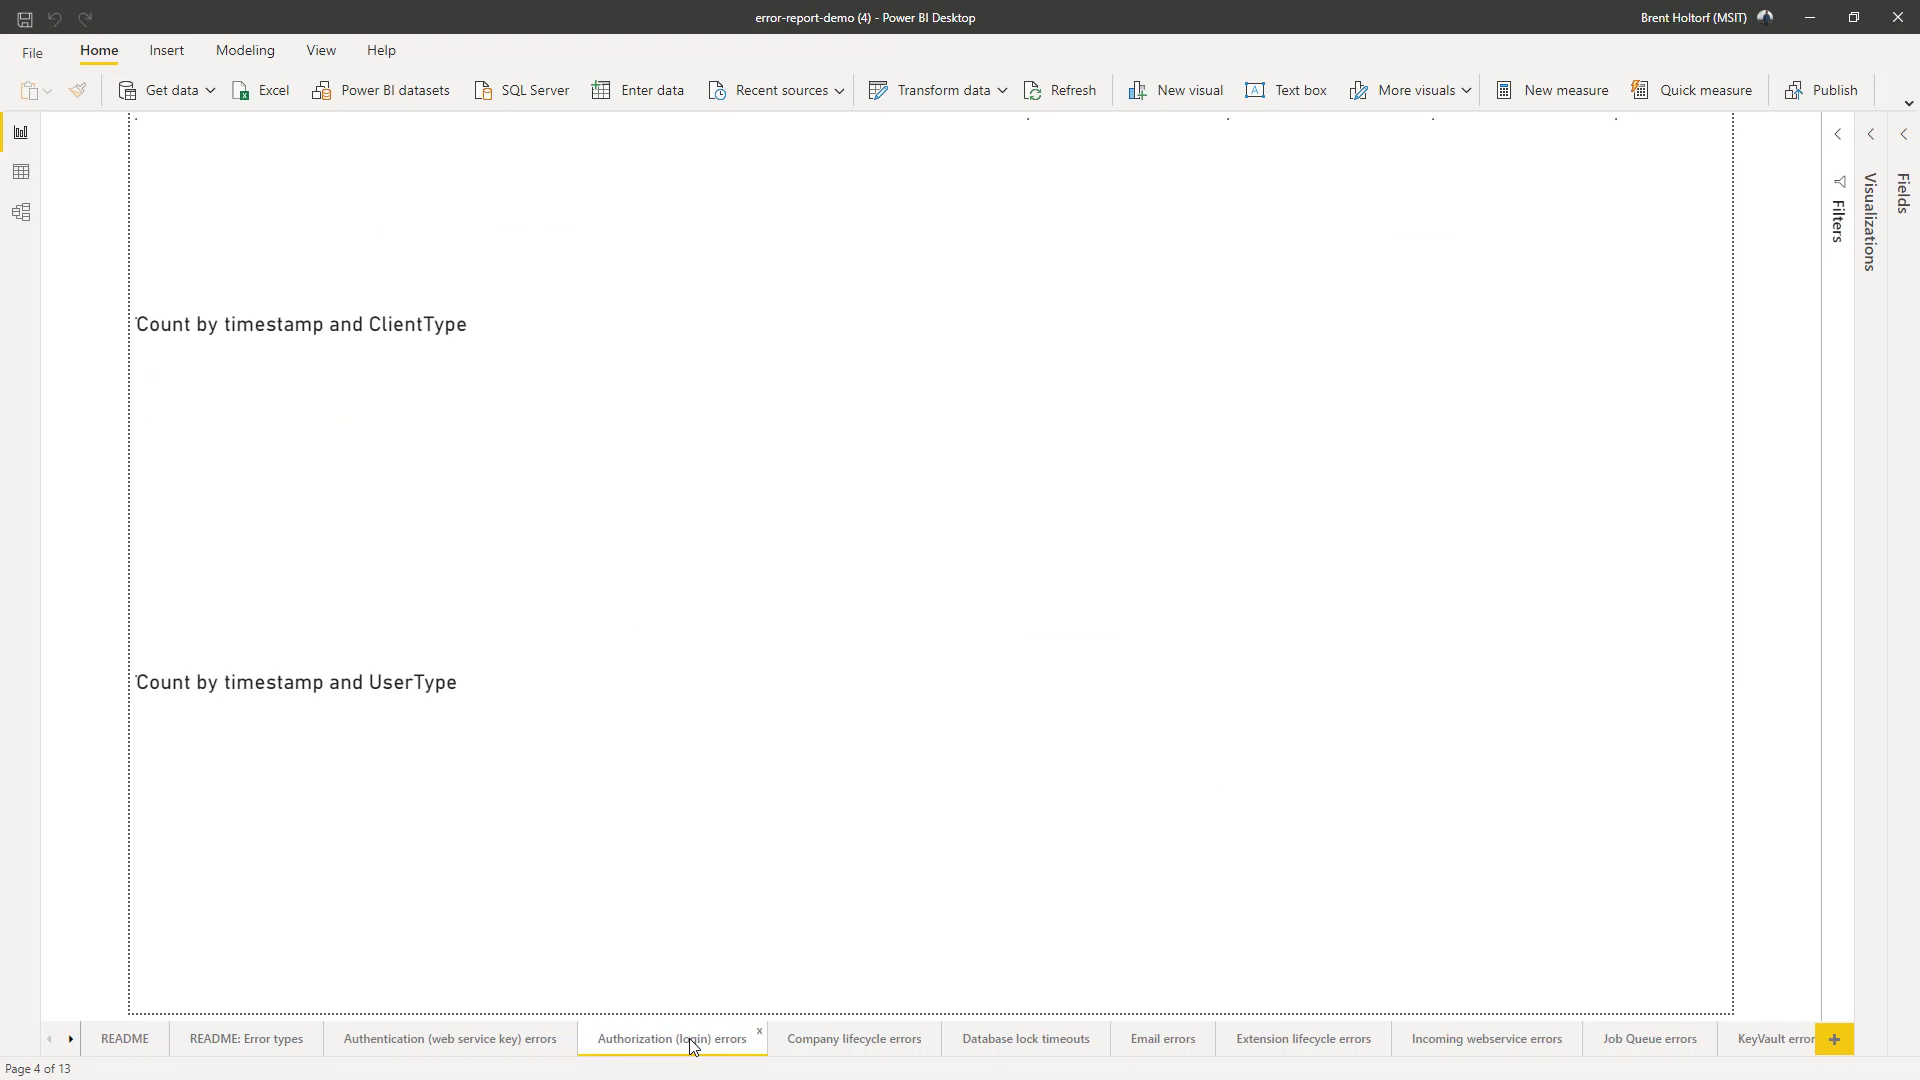 error-report-demo (4) - Power BI Desktop
Brent Holtorf (MSIT)
File
Home
Insert
Modeling
View
Help
Get data
Excel
Power BI datasets
SQL Server
Enter data
Recent sources
Transform data
Refresh
New visual
Text box
More visuals
New measure
Quick measure
Publish
Filters
Visualizations
Fields
Count by timestamp and ClientType
Count by timestamp and UserType
README
README: Error types
Authentication (web service key) errors
Authorization (login) errors
Company lifecycle errors
Database lock timeouts
Email errors
Extension lifecycle errors
Incoming webservice errors
Job Queue errors
KeyVault error
Page 4 of 13